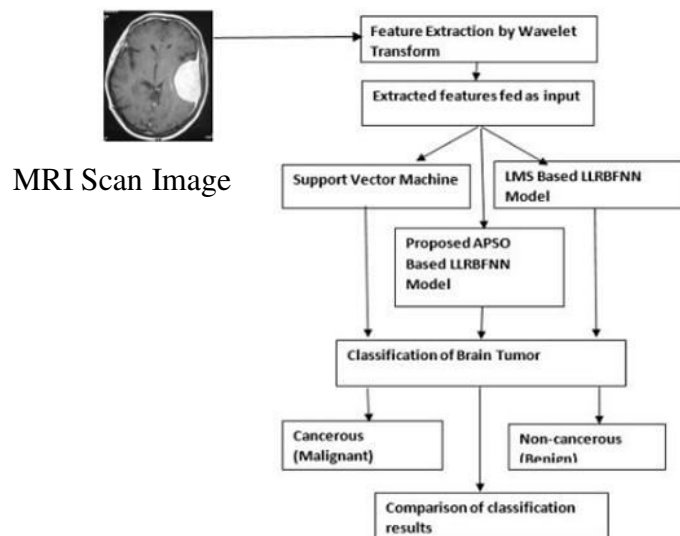 Feature Extraction by Wavelet
Transform
Extracted features fed as input
MRI Scan Image
Support Vector Machine
LMS Based LLRBFNN
Model
Proposed APSO
Based LLRBFNN
Model
Classification of Brain Tumor
Cancerous
(Malignant)
Non-cancerous
(Benign)
Comparison of classification
results